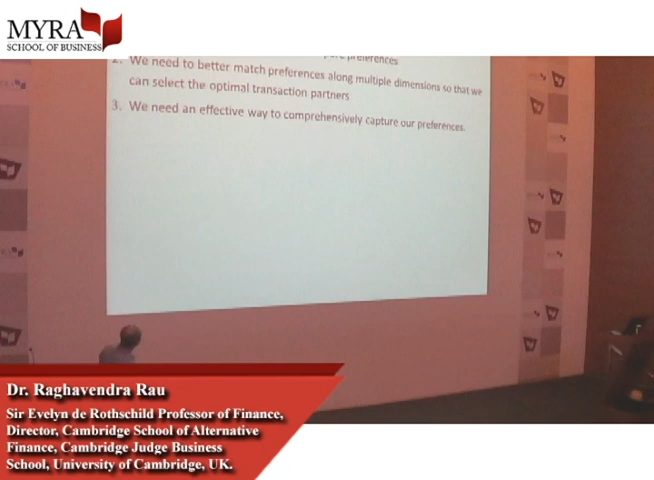 MYRA
SCHOOL OF BUSINESS
preferences
2. We need to better match preferences along multiple dimensions so that we
can select the optimal transaction partners
3. We need an effective way to comprehensively capture our preferences.
Dr. Raghavendra Rau
Sir Evelyn de Rothschild Professor of Finance,
Director, Cambridge School of Alternative
Finance, Cambridge Judge Business
School, University of Cambridge, UK.